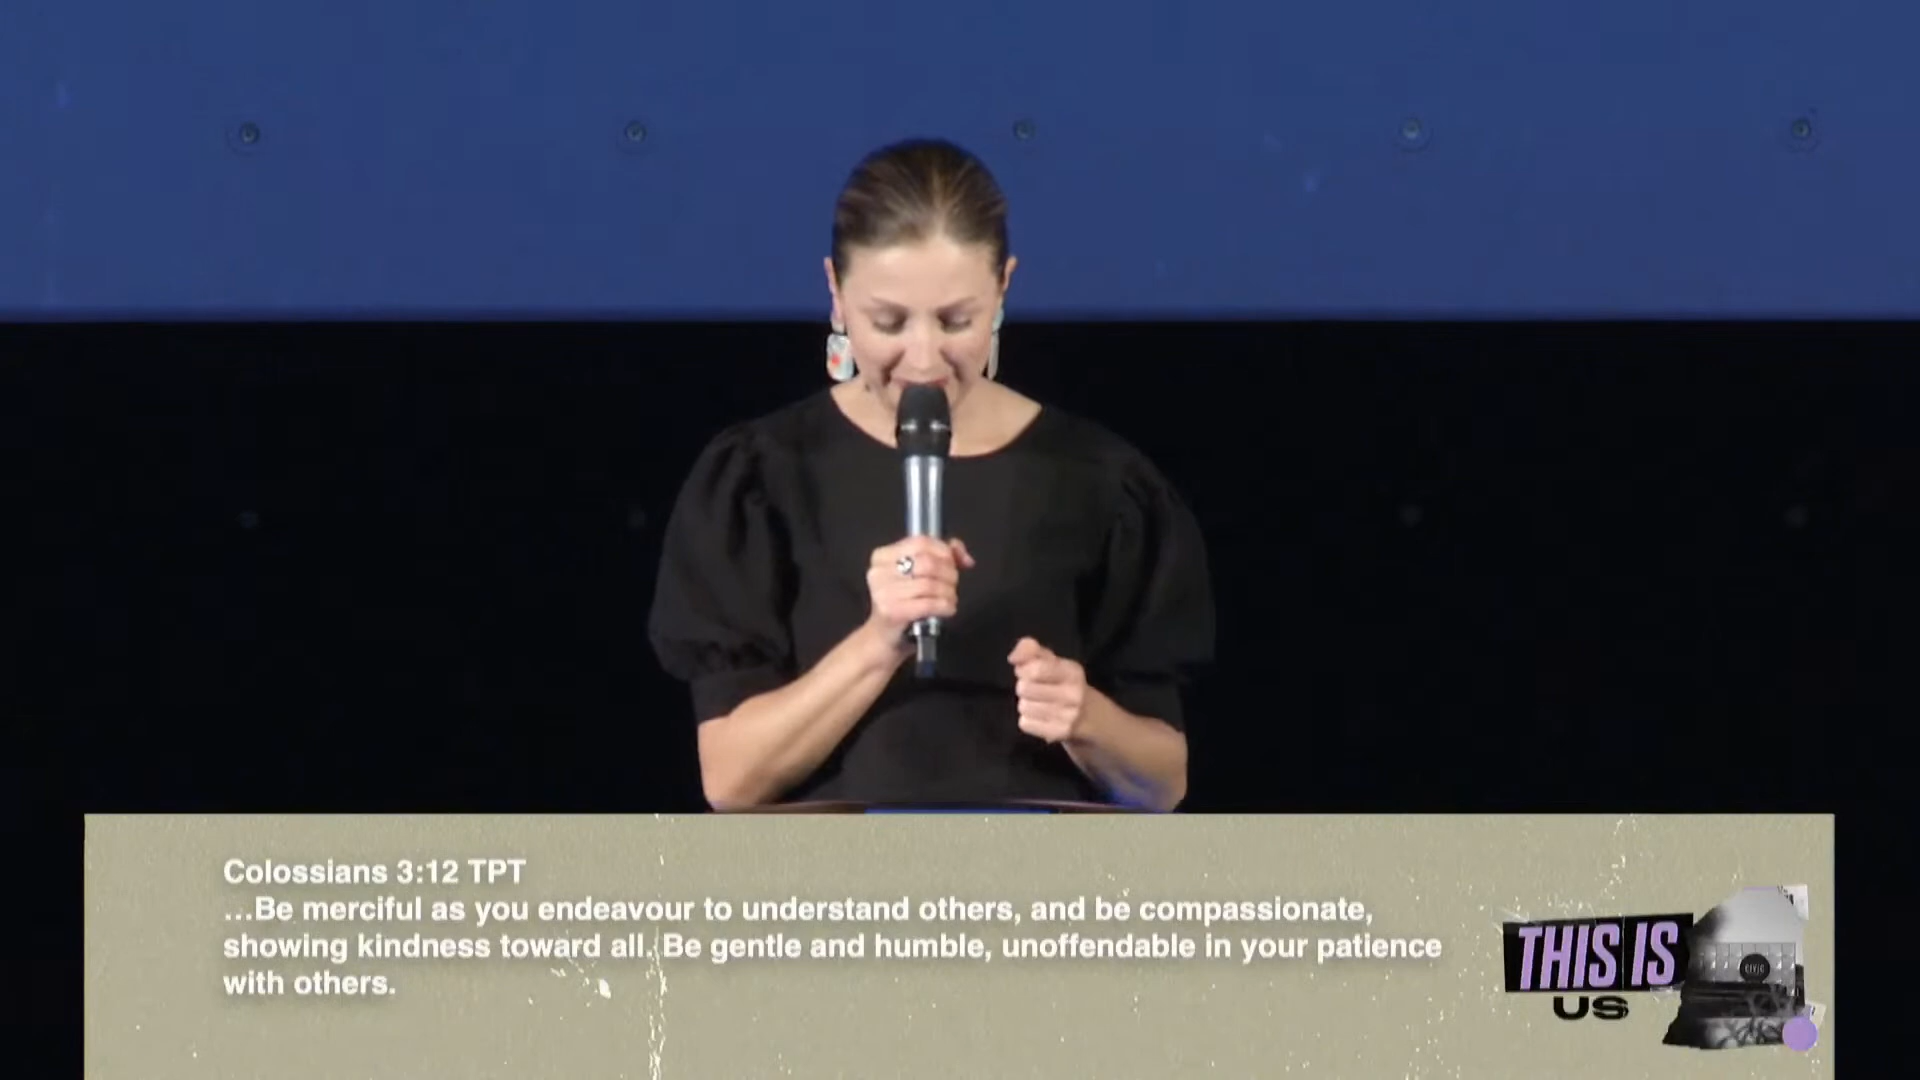 Colossians 3:12 TPT
...Be merciful as you endeavour to understand others, and be compassionate,
showing kindness toward all. Be gentle and humble, unoffendable in your patience
with others.
THIS IS
US
CIVIC